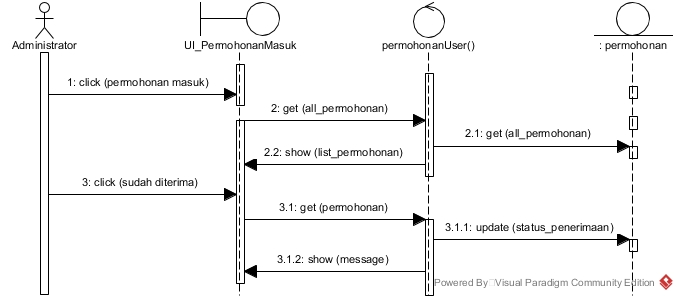 Administrator
UI_PermohonanMasuk
permohonanUser()
: permohonan
1: click (permohonan masuk)
2: get (all_permohonan)
2.1: get (all_permohonan)
2.2: show (list_permohonan)
3: click (sudah diterima)
3.1: get (permohonan)
3.1.1: update (status_penerimaan)
3.1.2: show (message)
Powered By Visual Paradigm Community Edition